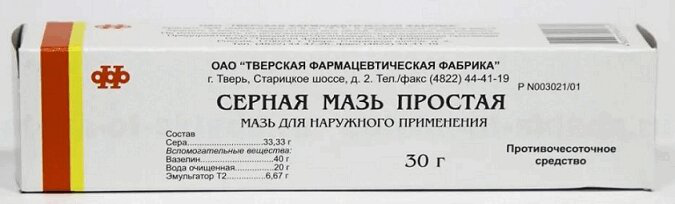 ОАО "ТВЕРСКАЯ ФАРМАЦЕВТИЧЕСКАЯ ФАБРИКА"
г. Тверь, Старицкое шоссе, д. 2. Тел./факс (4822) 44-41-19
Р N003021/01
СЕРНАЯ МАЗЬ ПРОСТАЯ
МАЗЬ ДЛЯ НАРУЖНОГО ПРИМЕНЕНИЯ
Состав
Сера 33,33 г
Вспомогательные вещества:
Вазелин 40 г
Вода очищенная 20 г
Эмульгатор Т2 6,67 г
30 г
Противочесоточное
средство